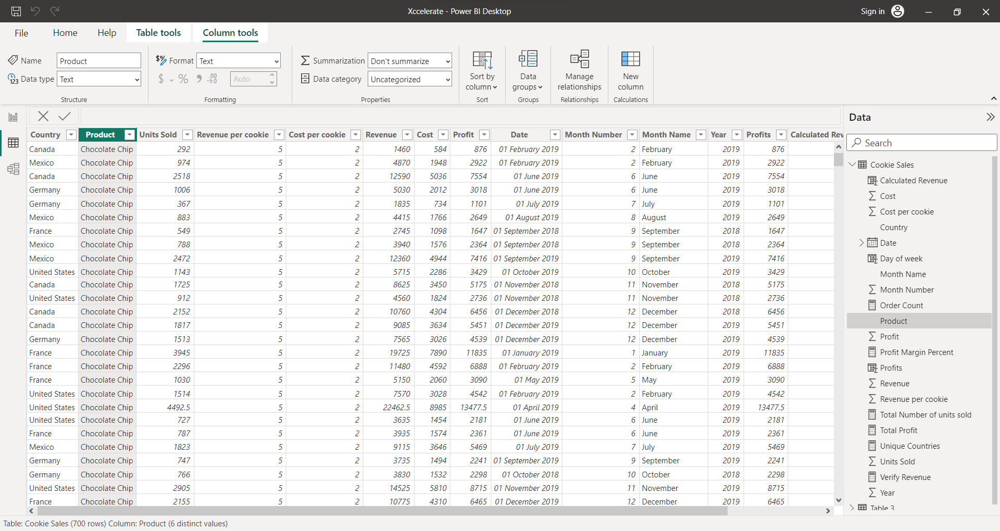 Xccelerate - Power BI Desktop
Sign in
File Home Help Table tools Column tools
Name Product
Data type Text
Structure
Format Text
$ % 9 .00 Auto
Formatting
Summarization Don't summarize
Data category Uncategorized
Properties
Sort by column
Sort
Data groups
Groups
Manage relationships
Relationships
New column
Calculations
Country Product Units Sold Revenue per cookie Cost per cookie Revenue Cost Profit Date Month Number Month Name Year Profits Calculated Rev
Canada Chocolate Chip 292 5 2 1460 584 876 01 February 2019 2 February 2019 876
Mexico Chocolate Chip 974 5 2 4870 1948 2922 01 February 2019 2 February 2019 2922
Canada Chocolate Chip 2518 5 2 12590 5036 7554 01 June 2019 6 June 2019 7554
Germany Chocolate Chip 1006 5 2 5030 2012 3018 01 June 2019 6 June 2019 3018
Germany Chocolate Chip 367 5 2 1835 734 1101 01 July 2019 7 July 2019 1101
Mexico Chocolate Chip 883 5 2 4415 1766 2649 01 August 2019 8 August 2019 2649
France Chocolate Chip 549 5 2 2745 1098 1647 01 September 2018 9 September 2018 1647
Mexico Chocolate Chip 788 5 2 3940 1576 2364 01 September 2018 9 September 2018 2364
Mexico Chocolate Chip 2472 5 2 12360 4944 7416 01 September 2019 9 September 2019 7416
United States Chocolate Chip 1143 5 2 5715 2286 3429 01 October 2019 10 October 2019 3429
Canada Chocolate Chip 1725 5 2 8625 3450 5175 01 November 2018 11 November 2018 5175
United States Chocolate Chip 912 5 2 4560 1824 2736 01 November 2018 11 November 2018 2736
Canada Chocolate Chip 2152 5 2 10760 4304 6456 01 December 2018 12 December 2018 6456
Canada Chocolate Chip 1817 5 2 9085 3634 5451 01 December 2019 12 December 2019 5451
Germany Chocolate Chip 1513 5 2 7565 3026 4539 01 December 2019 12 December 2019 4539
France Chocolate Chip 3945 5 2 19725 7890 11835 01 January 2019 1 January 2019 11835
France Chocolate Chip 2296 5 2 11480 4592 6888 01 February 2019 2 February 2019 6888
France Chocolate Chip 1030 5 2 5150 2060 3090 01 May 2019 5 May 2019 3090
United States Chocolate Chip 1514 5 2 7570 3028 4542 01 February 2019 2 February 2019 4542
United States Chocolate Chip 4492.5 5 2 22462.5 8985 13477.5 01 April 2019 4 April 2019 13477.5
United States Chocolate Chip 727 5 2 3635 1454 2181 01 June 2019 6 June 2019 2181
France Chocolate Chip 787 5 2 3935 1574 2361 01 June 2019 6 June 2019 2361
Mexico Chocolate Chip 1823 5 2 9115 3646 5469 01 July 2019 7 July 2019 5469
Germany Chocolate Chip 747 5 2 3735 1494 2241 01 September 2019 9 September 2019 2241
Germany Chocolate Chip 766 5 2 3830 1532 2298 01 October 2018 10 October 2018 2298
United States Chocolate Chip 2905 5 2 14525 5810 8715 01 November 2019 11 November 2019 8715
France Chocolate Chip 2155 5 2 10775 4310 6465 01 December 2019 12 December 2019 6465
Data
Search
Cookie Sales
Calculated Revenue
Cost
Cost per cookie
Country
Date
Day of week
Month Name
Month Number
Order Count
Product
Profit
Profit Margin Percent
Profits
Revenue
Revenue per cookie
Total Number of units sold
Total Profit
Unique Countries
Units Sold
Verify Revenue
Year
Table 3
Table: Cookie Sales (700 rows) Column: Product (6 distinct values)